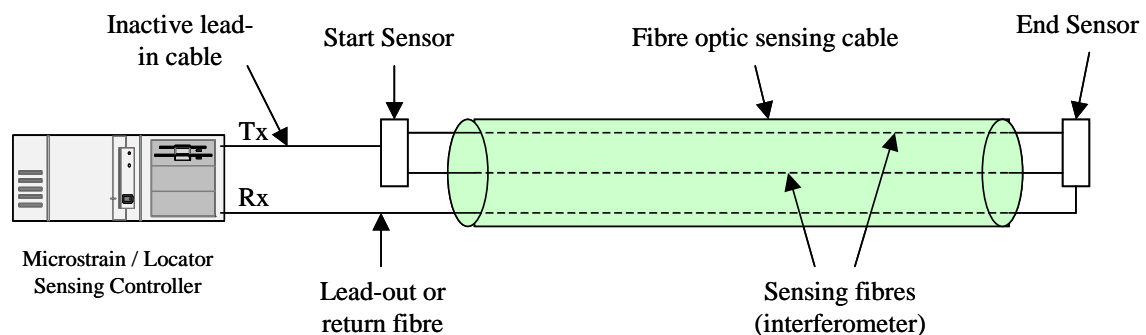 Inactive lead-
in cable
Start Sensor
Fibre optic sensing cable
End Sensor
Tx
Rx
Microstrain / Locator
Sensing Controller
Lead-out or
return fibre
Sensing fibres
(interferometer)